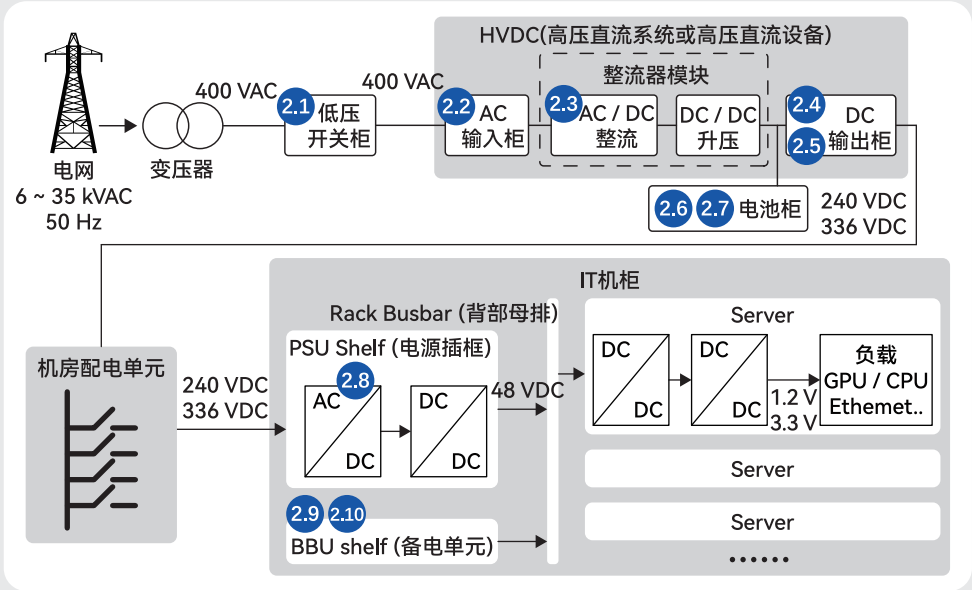 HVDC(高压直流系统或高压直流设备)
整流器模块
400 VAC
400 VAC
2.1
低压
开关柜
2.2
AC
输入柜
2.3
AC / DC
整流
DC / DC
升压
2.4
2.5
DC
输出柜
变压器
电网
6 ~ 35 kVAC
50 Hz
2.6
2.7
电池柜
240 VDC
336 VDC
IT机柜
Rack Busbar (背部母排)
Server
PSU Shelf (电源插框)
机房配电单元
2.8
240 VDC
336 VDC
AC
DC
DC
DC
48 VDC
DC
DC
DC
DC
1.2 V
3.3 V
负载
GPU / CPU
Ethemet..
Server
2.9
2.10
BBU shelf (备电单元)
Server
······